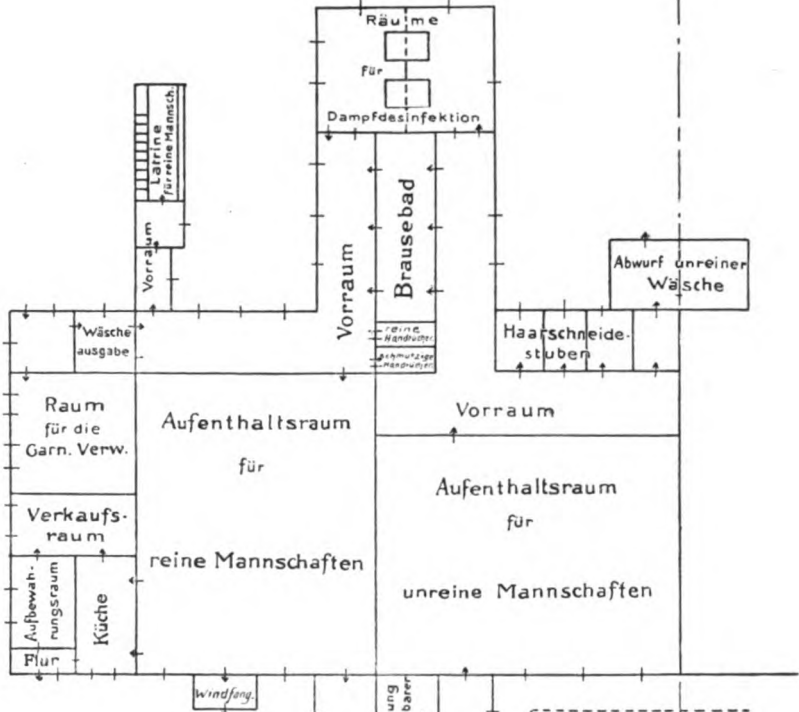 Räume
für
Dampfdesinfektion
Latrine
für reine Mannsch.
Vorraum
Vorraum
Brausebad
reine
Handtücher
schmutzige
Handtücher
Abwurf unreiner
Wäsche
Wäsche
ausgabe
Haarschneide-
stuben
Raum
für die
Garn. Verw.
Aufenthaltsraum
für
reine Mannschaften
Vorraum
Aufenthaltsraum
für
unreine Mannschaften
Verkaufs-
raum
Aufbewah-
rungsraum
Küche
Flur
Windfang.
ung
barer